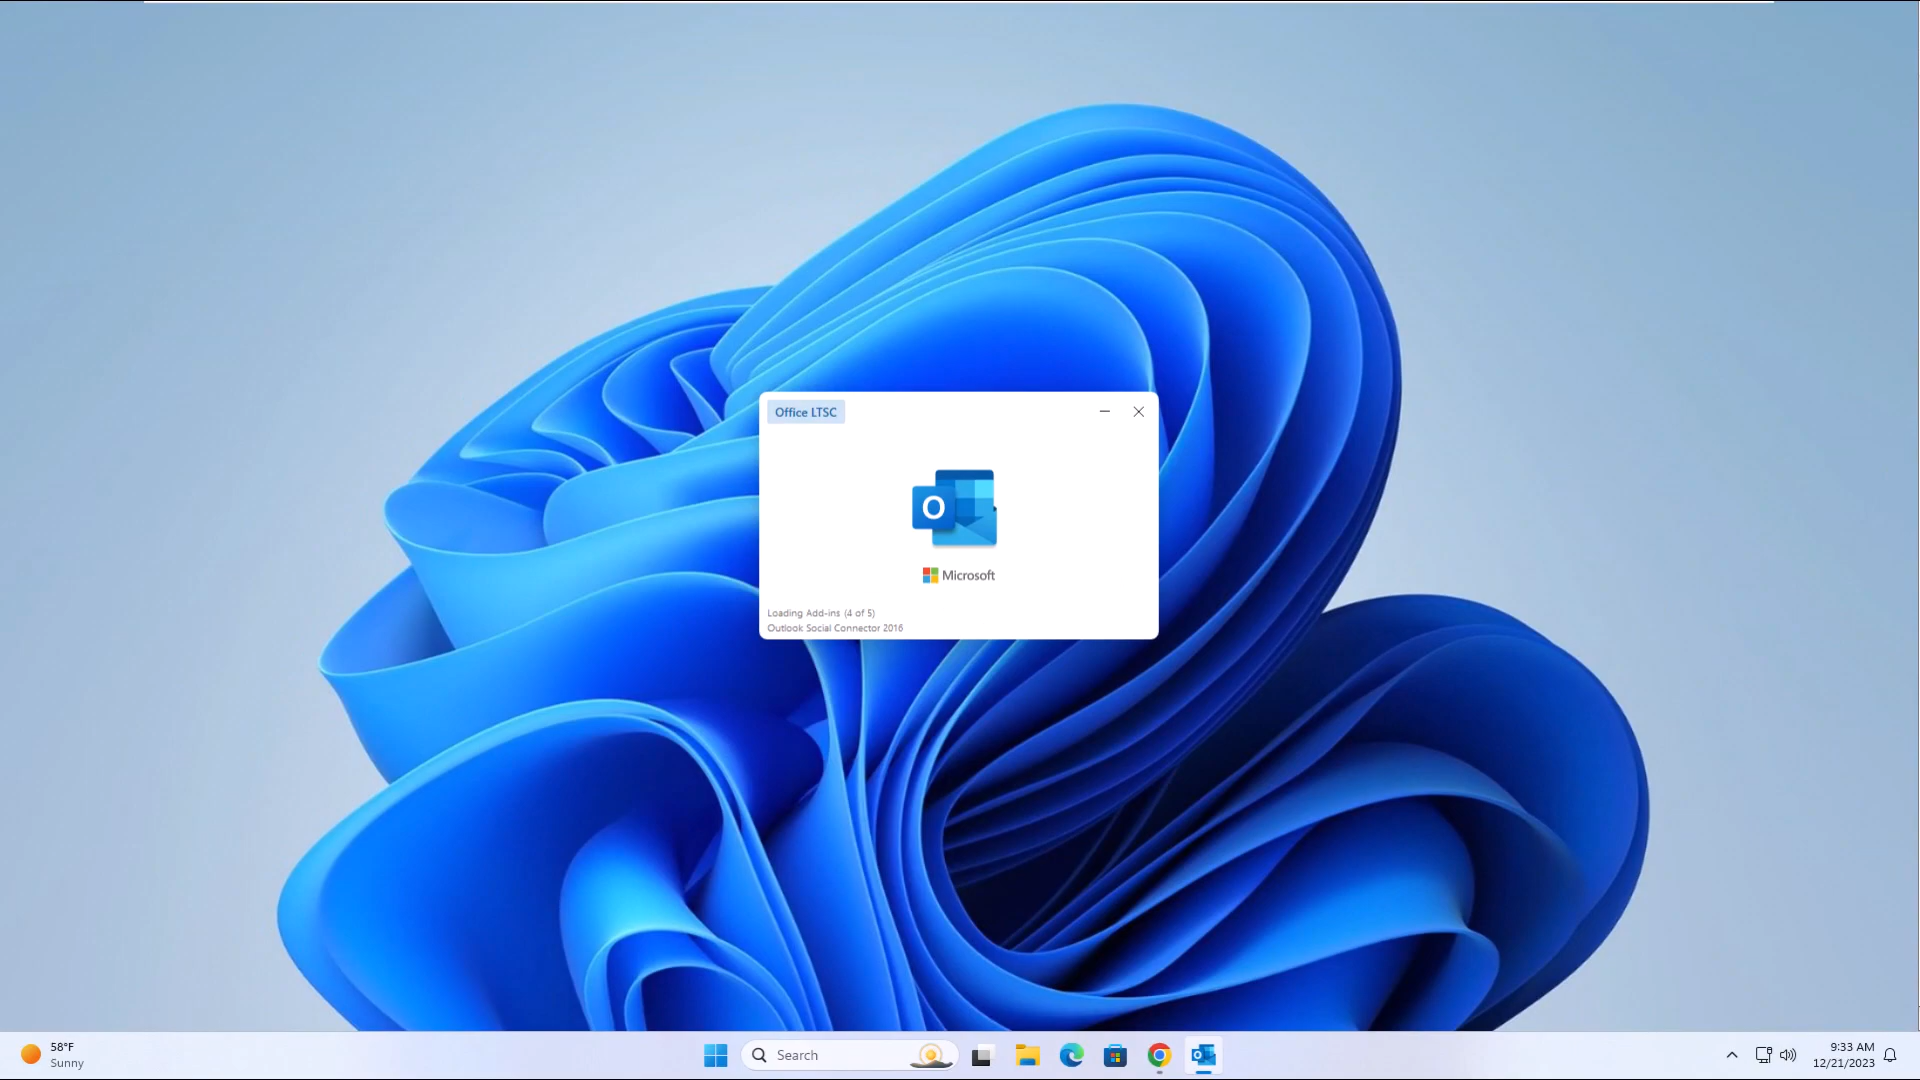 Office LTSC
O
Microsoft
Loading Add-ins (4 of 5)
Outlook Social Connector 2016
58°F
Sunny
Search
9:33 AM
12/21/2023